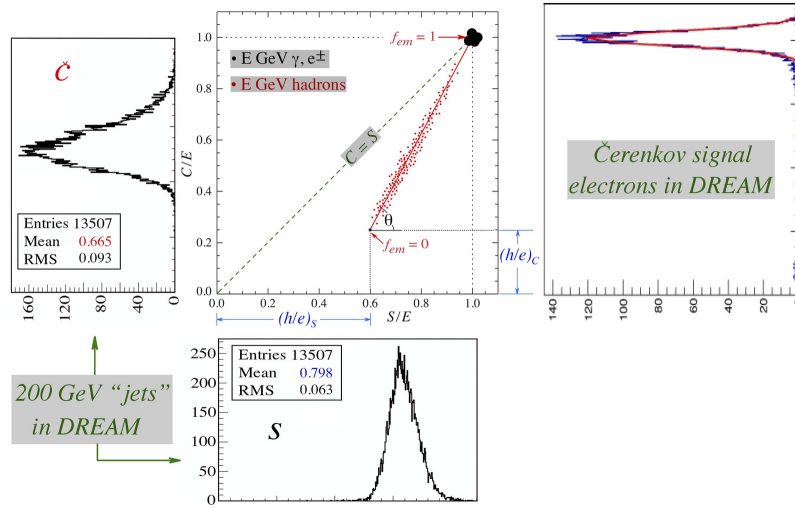 Č
Entries 13507
Mean 0.665
RMS 0.093
160
120
80
40
0
1.0
0.8
0.6
0.4
0.2
0.0
C/E
• E GeV γ, e±
• E GeV hadrons
f_em = 1
C = S
θ
f_em = 0
(h/e)_C
0.0 0.2 0.4 0.6 0.8 1.0
S/E
(h/e)_S
Čerenkov signal
electrons in DREAM
140 120 100 80 60 40 20 0
200 GeV “jets”
in DREAM
250
200
150
100
50
0
Entries 13507
Mean 0.798
RMS 0.063
S